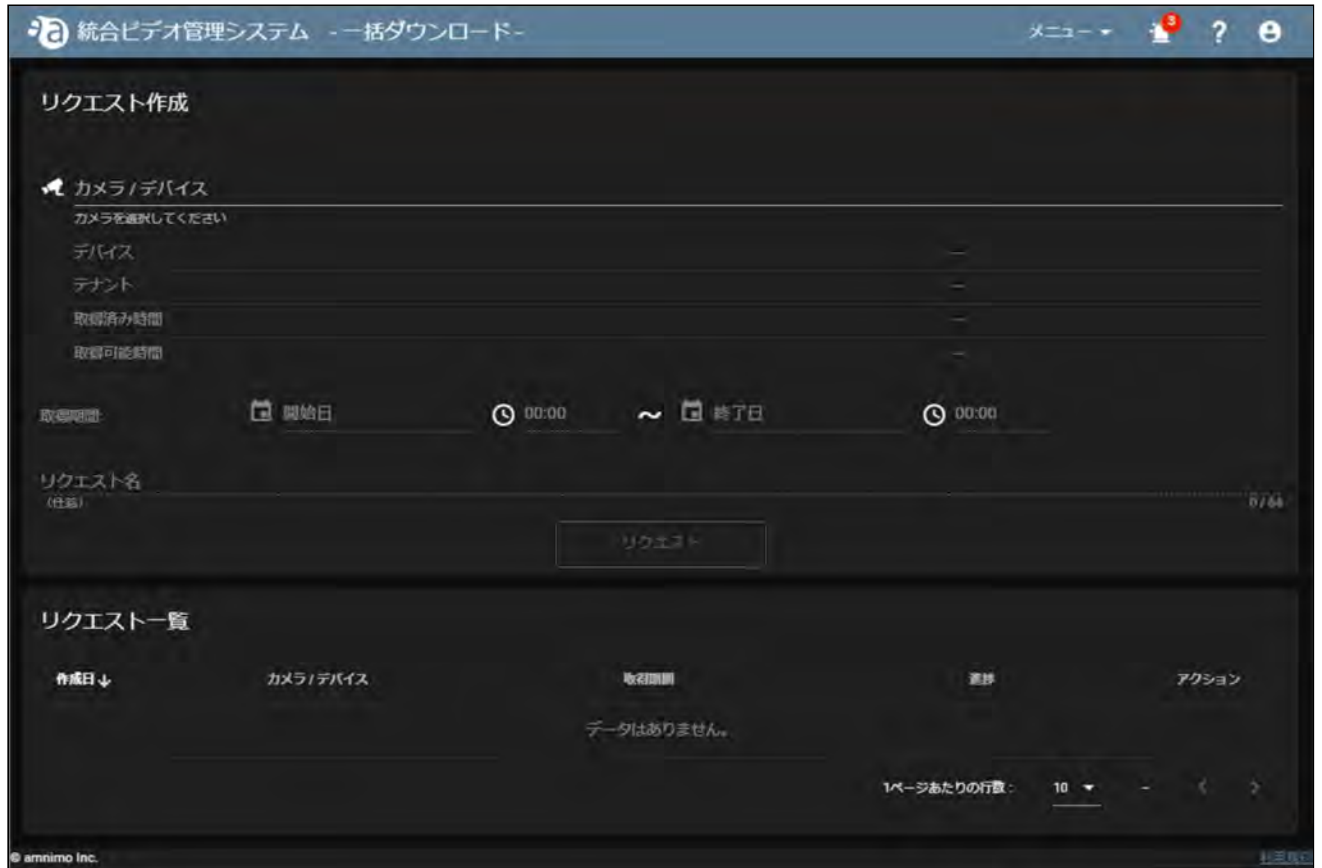 統合ビデオ管理システム -一括ダウンロード- メニュー 3 ?
リクエスト作成
カメラ / デバイス
カメラを選択してください
デバイス –
テナント –
取得済み時間 –
取得可能時間 –
取得期間 開始日 00:00 ～ 終了日 00:00
リクエスト名
(任意) 0 / 64
リクエスト
リクエスト一覧
作成日↓ カメラ / デバイス 取得期間 進捗 アクション
データはありません。
1ページあたりの行数: 10 –
© amnimo Inc.